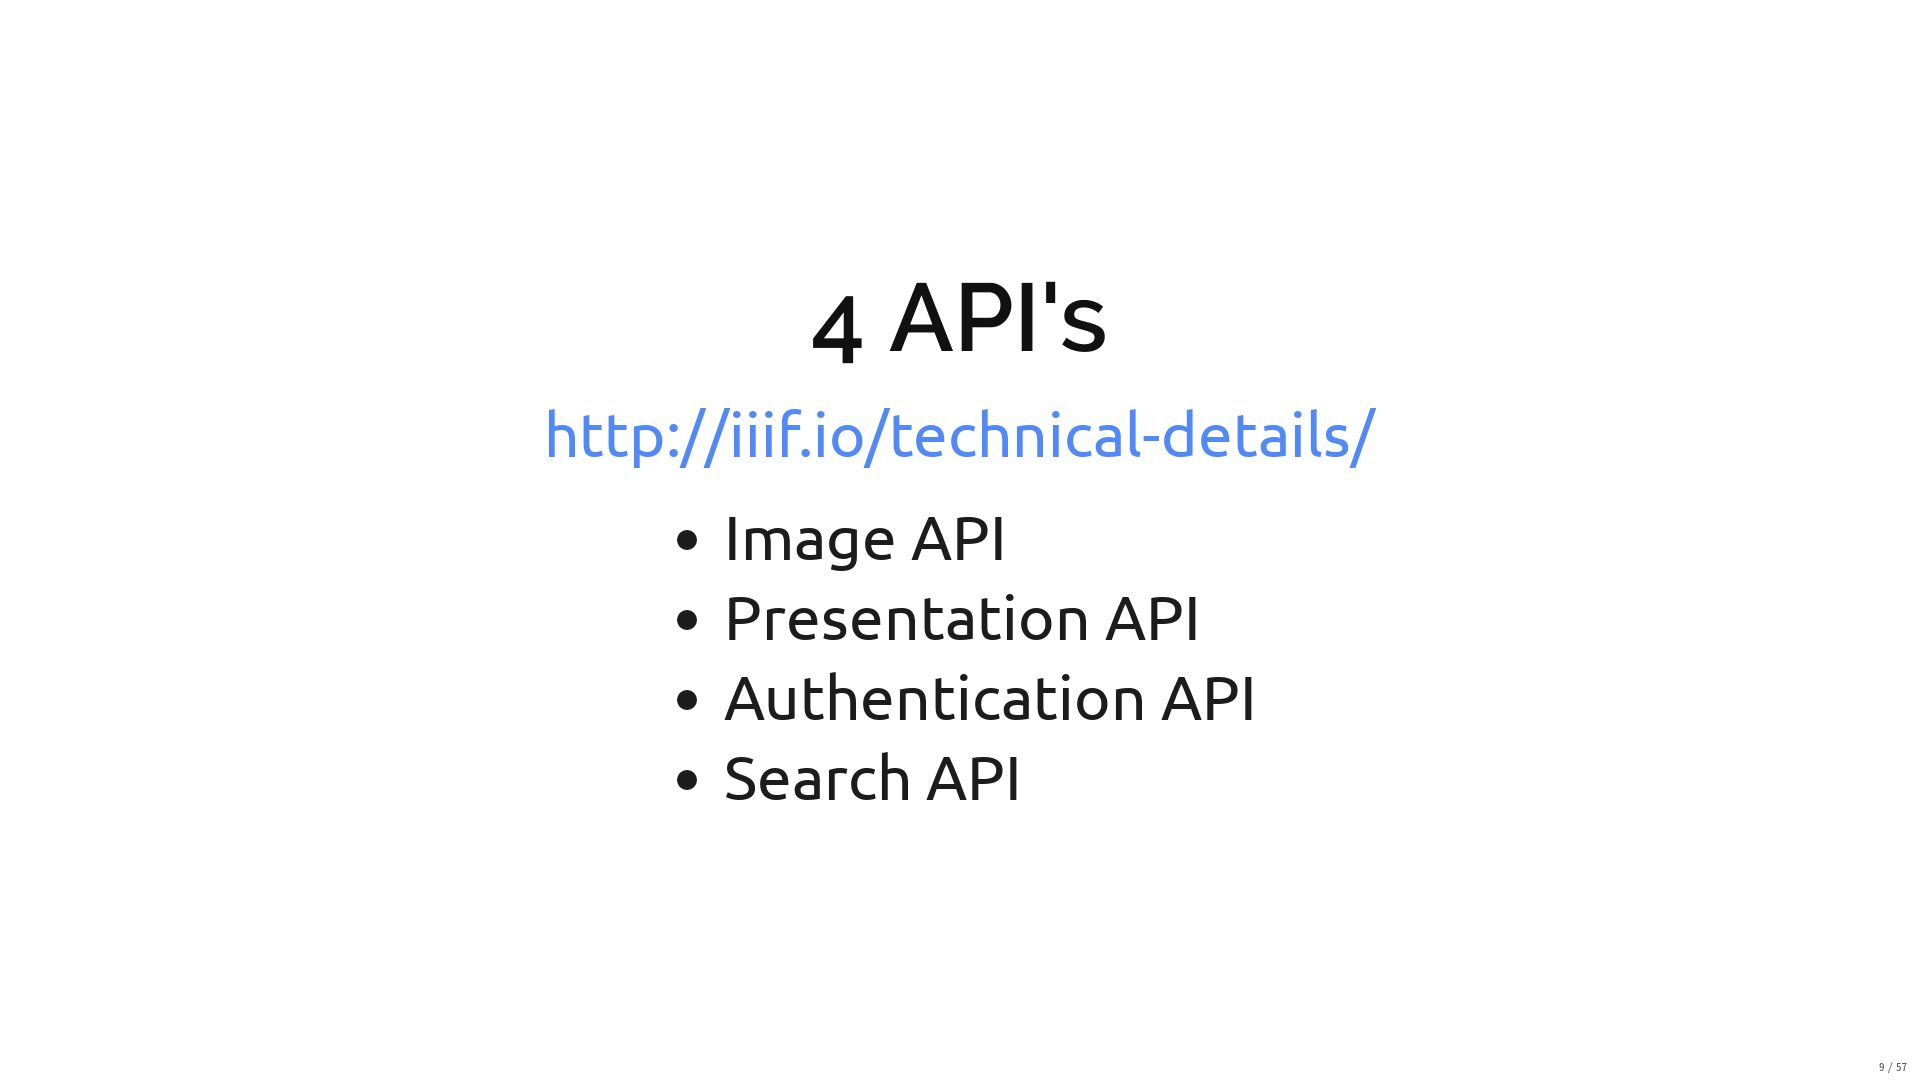 4 API's
http://iiif.io/technical-details/
• Image API
• Presentation API
• Authentication API
• Search API
9 / 57